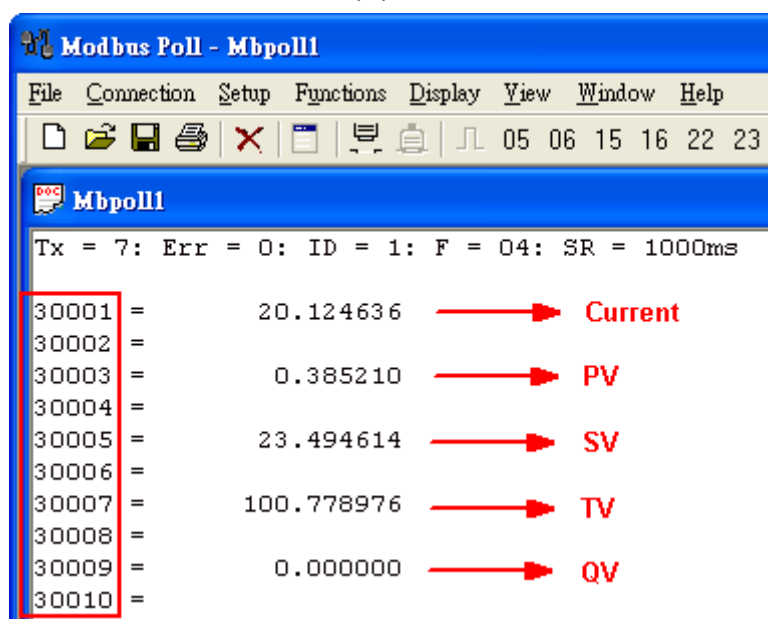 Modbus Poll - Mbpoll1
File Connection Setup Functions Display View Window Help
05 06 15 16 22 23
DOC
Mbpoll1
Tx = 7: Err = 0: ID = 1: F = 04: SR = 1000ms
30001 = 20.124636 Current
30002 =
30003 = 0.385210 PV
30004 =
30005 = 23.494614 SV
30006 =
30007 = 100.778976 TV
30008 =
30009 = 0.000000 QV
30010 =